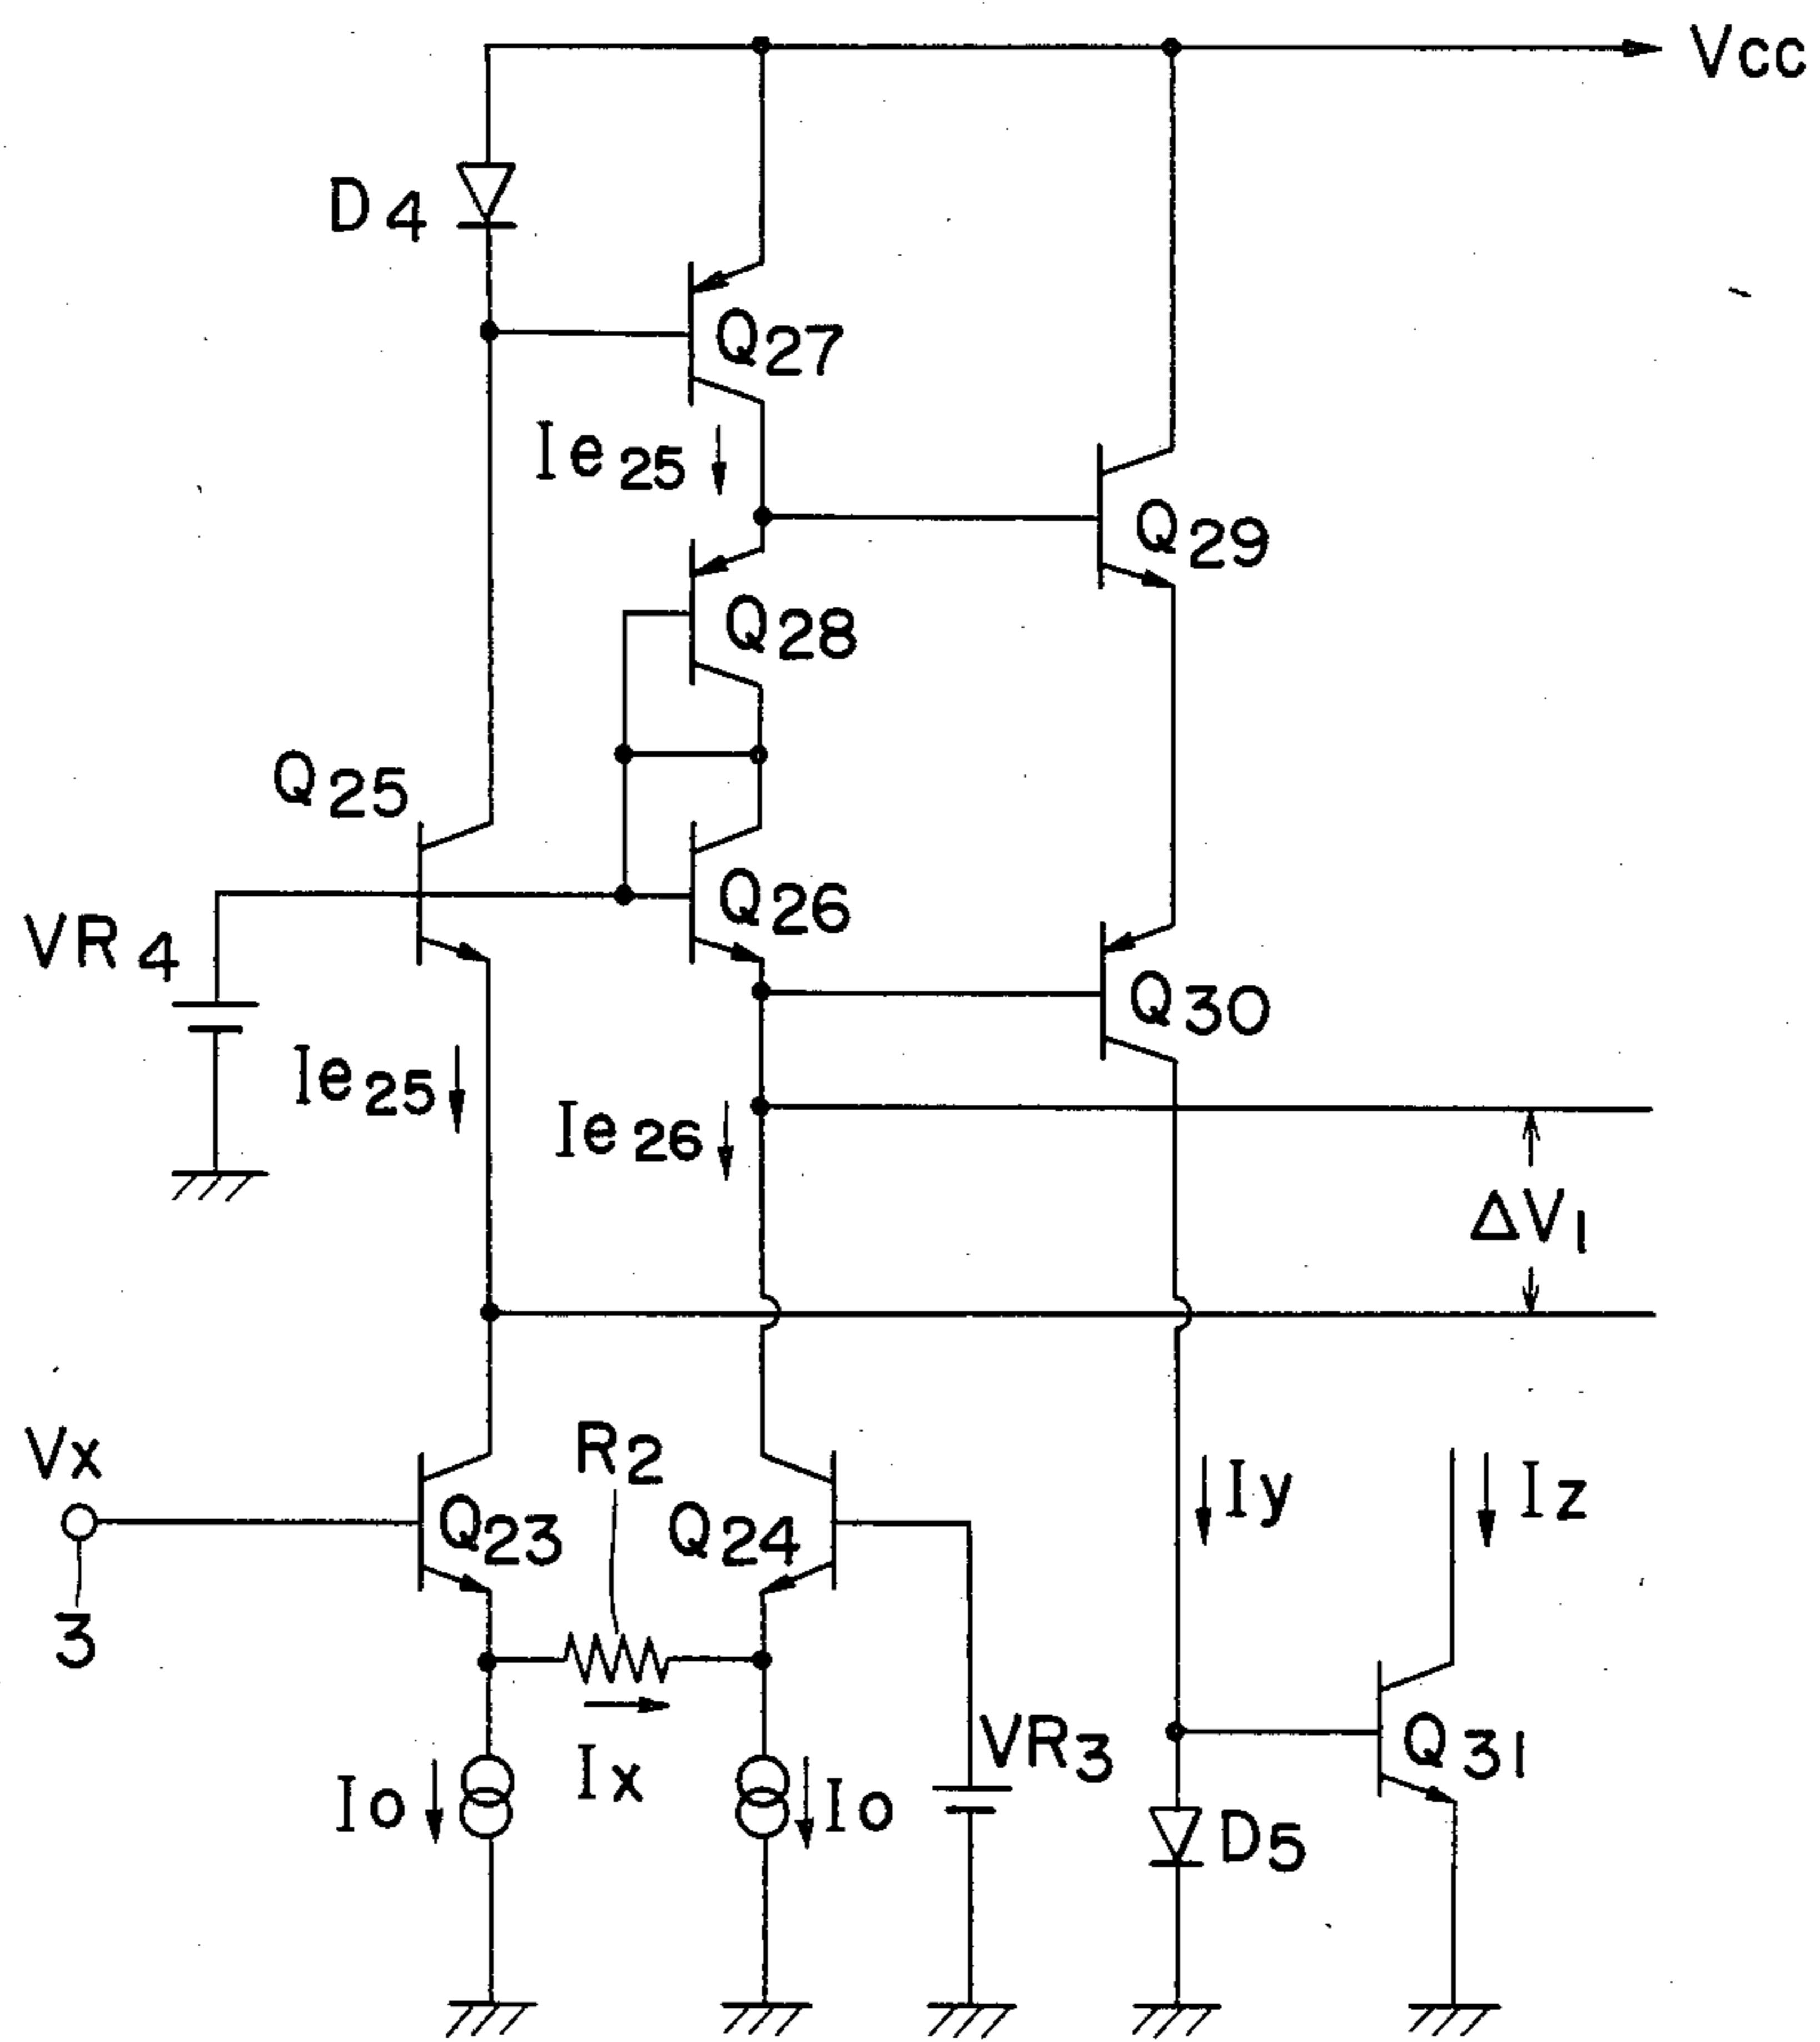 Vcc
D4
Q27
Ie25
Q29
Q28
Q25
Q26
VR4
Q30
Ie25
Ie26
ΔV1
Vx
R2
Iy
Iz
Q23
Q24
3
Ix
VR3
Q31
Io
Io
D5